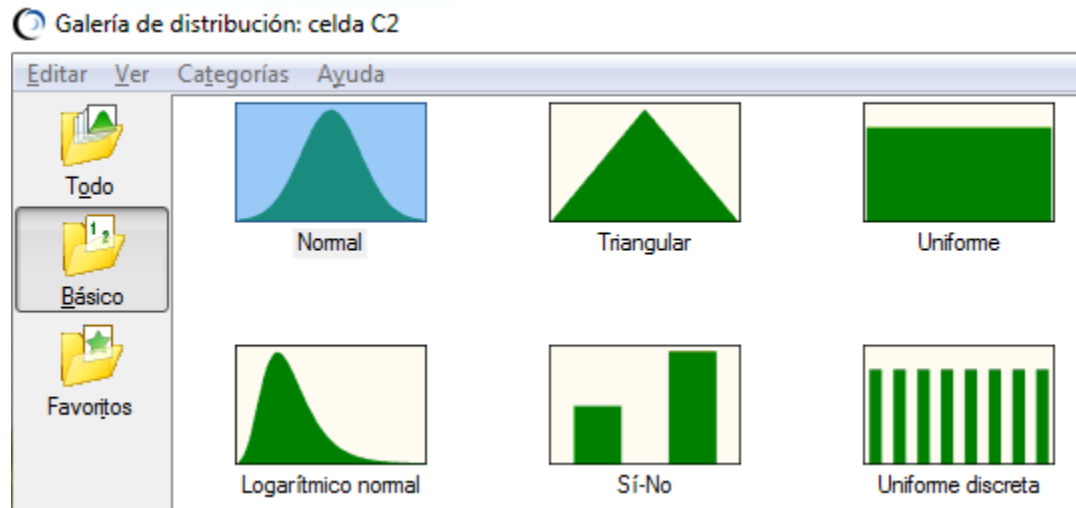 Galería de distribución: celda C2
Editar Ver Categorías Ayuda
Todo
Básico
Favoritos
Normal
Triangular
Uniforme
Logarítmico normal
Sí-No
Uniforme discreta